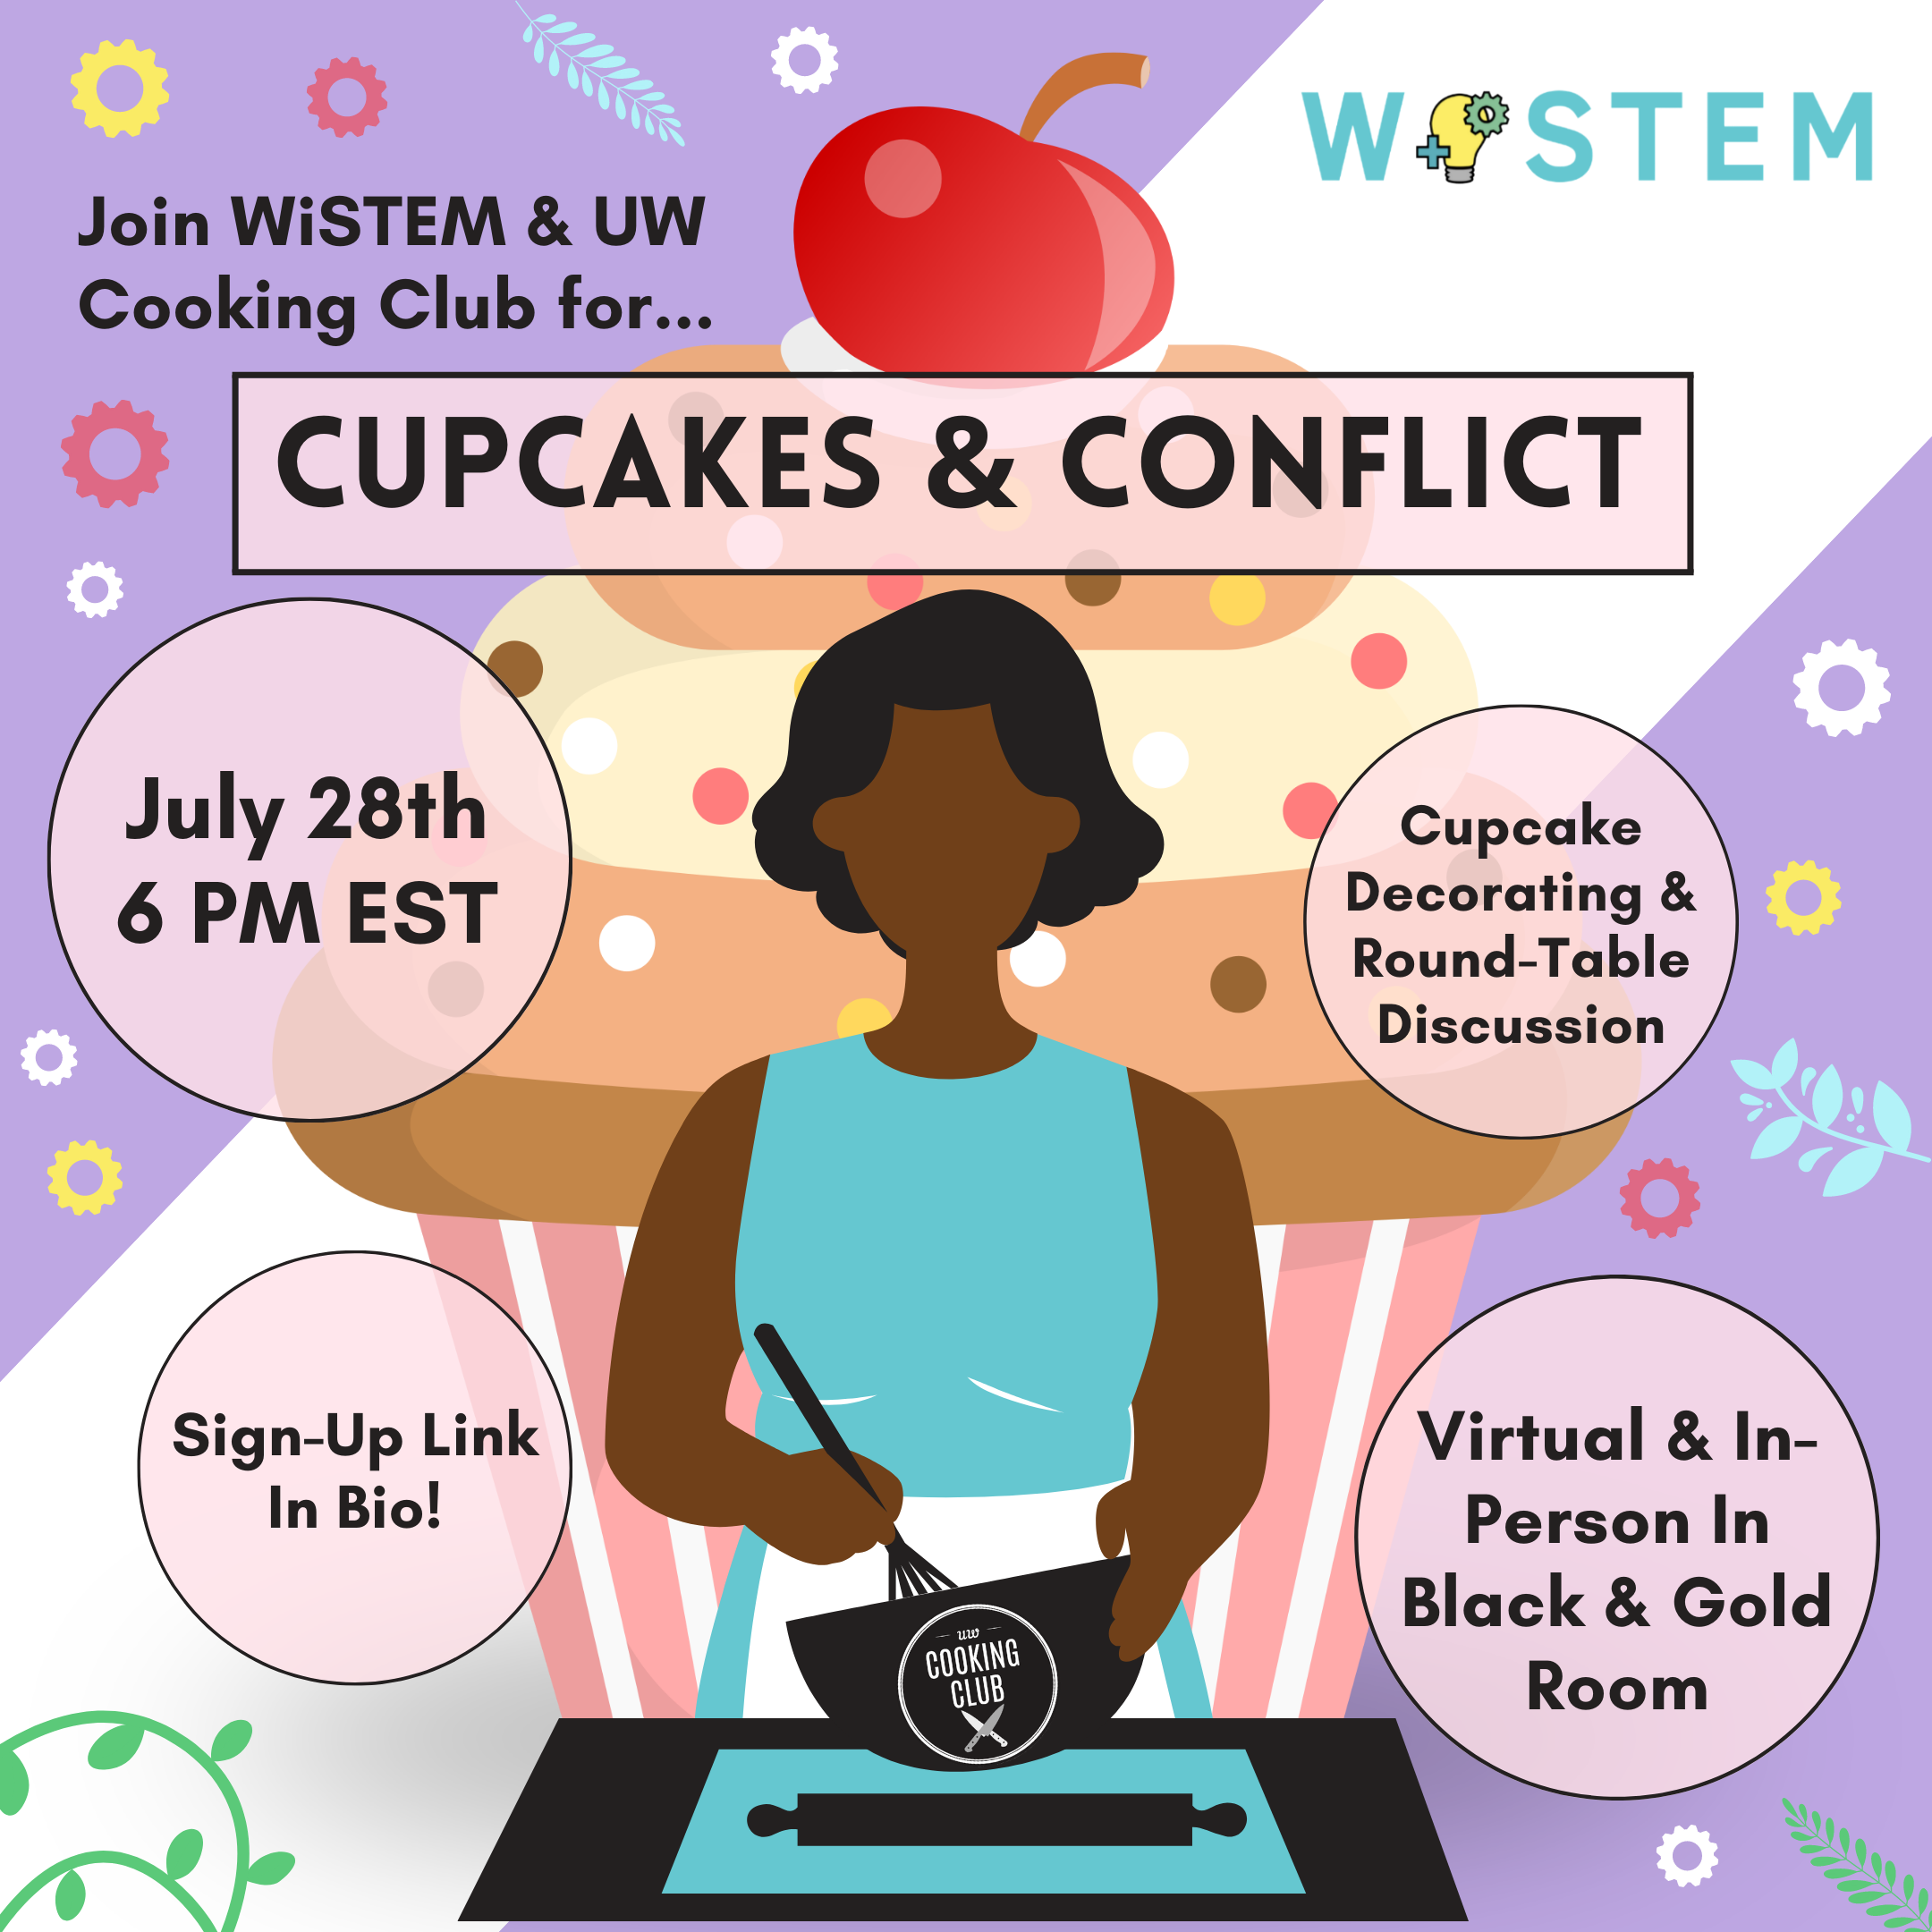 W STEM
Join WiSTEM & UW
Cooking Club for...
CUPCAKES & CONFLICT
July 28th
6 PM EST
Cupcake
Decorating &
Round-Table
Discussion
Sign-Up Link
In Bio!
Virtual & In-
Person In
Black & Gold
Room
uw
COOKING
CLUB